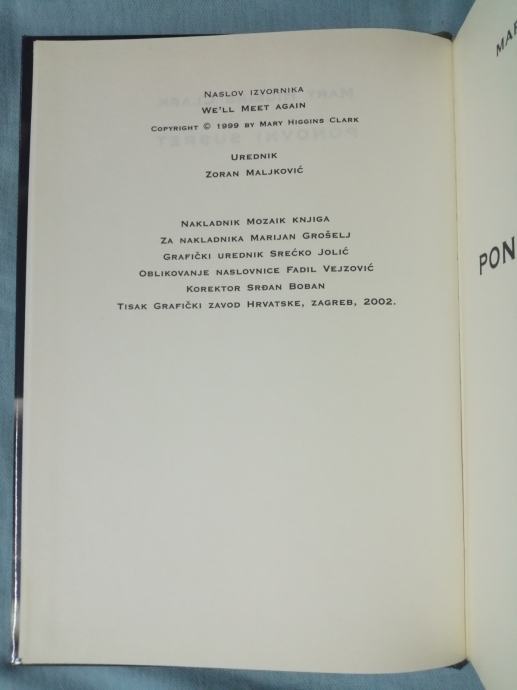 NASLOV IZVORNIKA
WE'LL MEET AGAIN
COPYRIGHT © 1999 BY MARY HIGGINS CLARK
UREDNIK
ZORAN MALJKOVIĆ
NAKLADNIK MOZAIK KNJIGA
ZA NAKLADNIKA MARIJAN GROŠELJ
GRAFIČKI UREDNIK SREĆKO JOLIĆ
OBLIKOVANJE NASLOVNICE FADIL VEJZOVIĆ
KOREKTOR SRĐAN BOBAN
TISAK GRAFIČKI ZAVOD HRVATSKE, ZAGREB, 2002.
MAR
PON